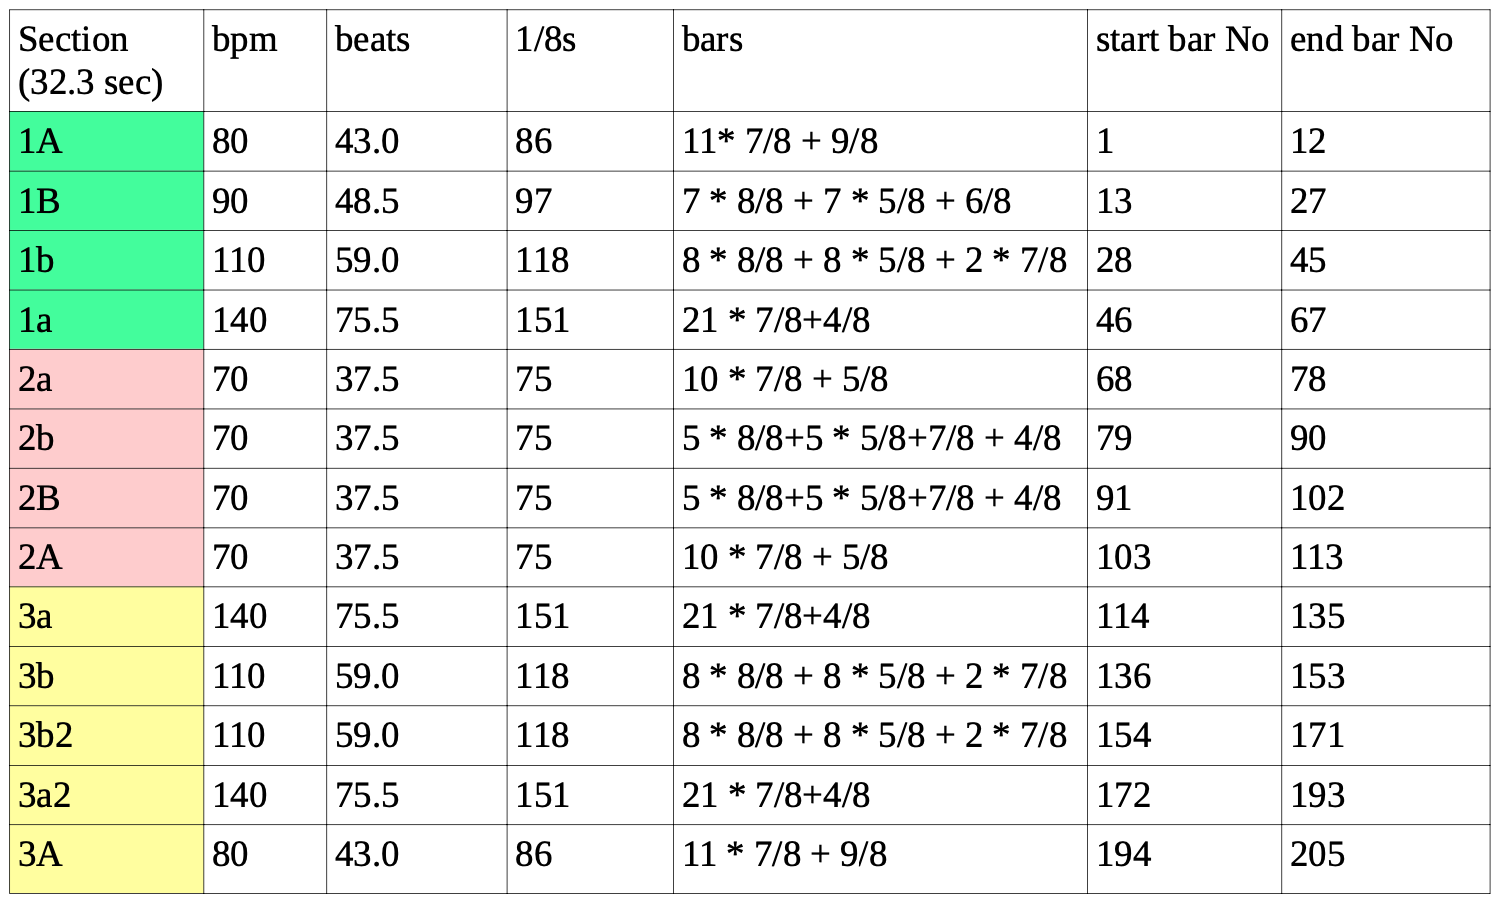 Section bpm beats 1/8s bars start bar No end bar No
(32.3 sec)
1A 80 43.0 86 11* 7/8 + 9/8 1 12
1B 90 48.5 97 7 * 8/8 + 7 * 5/8 + 6/8 13 27
1b 110 59.0 118 8 * 8/8 + 8 * 5/8 + 2 * 7/8 28 45
1a 140 75.5 151 21 * 7/8+4/8 46 67
2a 70 37.5 75 10 * 7/8 + 5/8 68 78
2b 70 37.5 75 5 * 8/8+5 * 5/8+7/8 + 4/8 79 90
2B 70 37.5 75 5 * 8/8+5 * 5/8+7/8 + 4/8 91 102
2A 70 37.5 75 10 * 7/8 + 5/8 103 113
3a 140 75.5 151 21 * 7/8+4/8 114 135
3b 110 59.0 118 8 * 8/8 + 8 * 5/8 + 2 * 7/8 136 153
3b2 110 59.0 118 8 * 8/8 + 8 * 5/8 + 2 * 7/8 154 171
3a2 140 75.5 151 21 * 7/8+4/8 172 193
3A 80 43.0 86 11 * 7/8 + 9/8 194 205